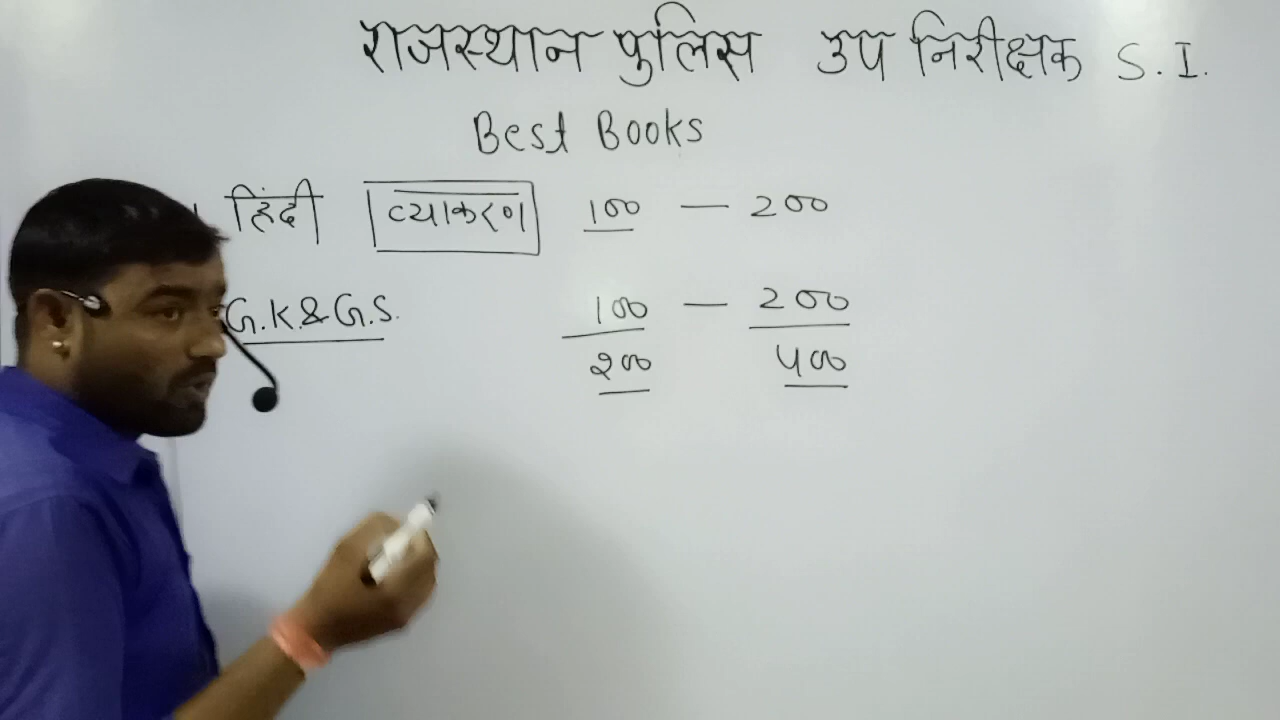 राजस्थान पुलिस उप निरीक्षक S.I.
Best Books
हिंदी व्याकरण 100 — 200
G.K.&G.S. 100 — 200
200 400